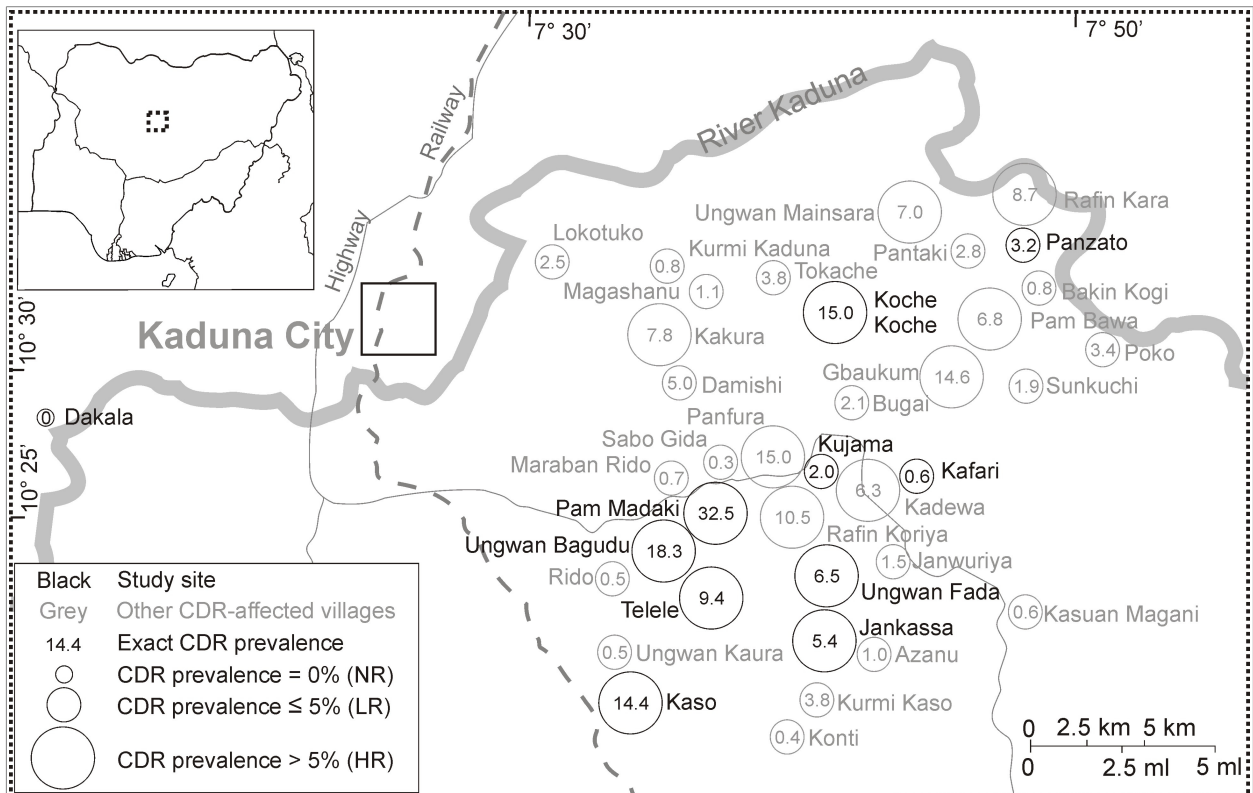 7° 30'
7° 50'
River Kaduna
Railway
Highway
8.7 Rafin Kara
Ungwan Mainsara 7.0
Lokotuko
2.5
Kurmi Kaduna
0.8
Pantaki 2.8
3.2 Panzato
Tokache
3.8
Magashanu 1.1
0.8 Bakin Kogi
15.0 Koche
Koche
6.8 Pam Bawa
Kaduna City
7.8 Kakura
10° 30'
3.4 Poko
Gbaukum 14.6
5.0 Damishi
1.9 Sunkuchi
2.1 Bugai
0 Dakala
Panfura
15.0
Sabo Gida
0.3
Kujama
2.0
Maraban Rido
0.7
0.6 Kafari
6.3
Kadewa
10° 25'
Pam Madaki 32.5
10.5
Rafin Koriya
Ungwan Bagudu 18.3
1.5 Janwuriya
Rido 0.5
6.5
Ungwan Fada
Telele 9.4
0.6 Kasuan Magani
5.4 Jankassa
0.5 Ungwan Kaura
1.0 Azanu
14.4 Kaso
3.8 Kurmi Kaso
0.4 Konti
Black Study site
Grey Other CDR-affected villages
14.4 Exact CDR prevalence
CDR prevalence = 0% (NR)
CDR prevalence ≤ 5% (LR)
CDR prevalence > 5% (HR)
0 2.5 km 5 km
0 2.5 ml 5 ml